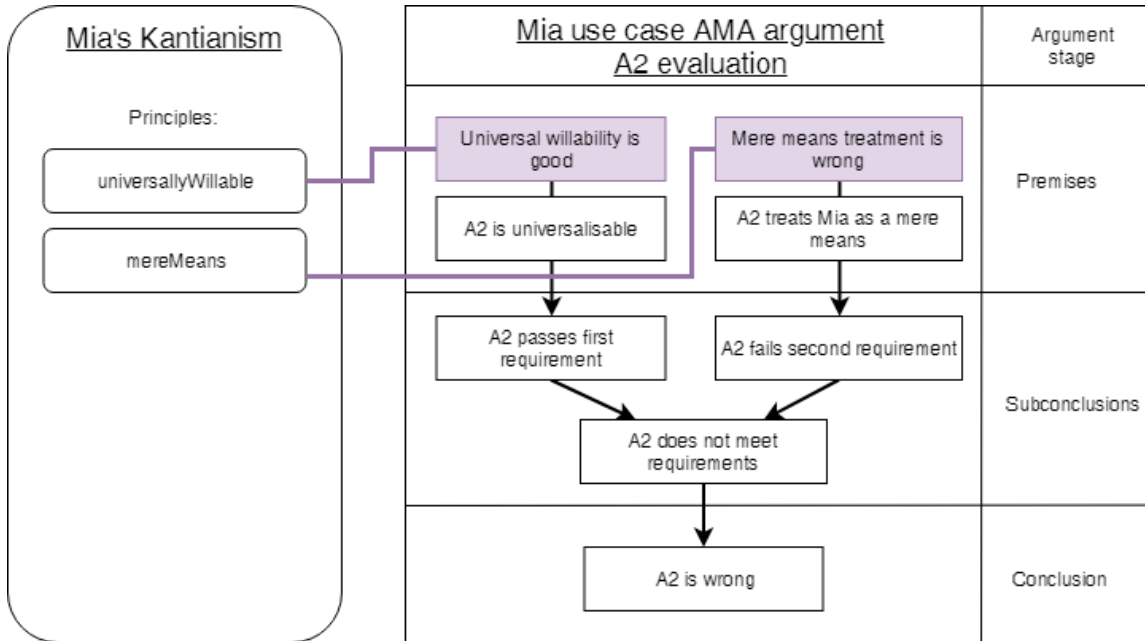 Mia's Kantianism
Principles:
universallyWillable
mereMeans
Mia use case AMA argument
A2 evaluation
Argument
stage
Universal willability is
good
Mere means treatment is
wrong
Premises
A2 is universalisable
A2 treats Mia as a mere
means
A2 passes first
requirement
A2 fails second requirement
Subconclusions
A2 does not meet
requirements
A2 is wrong
Conclusion